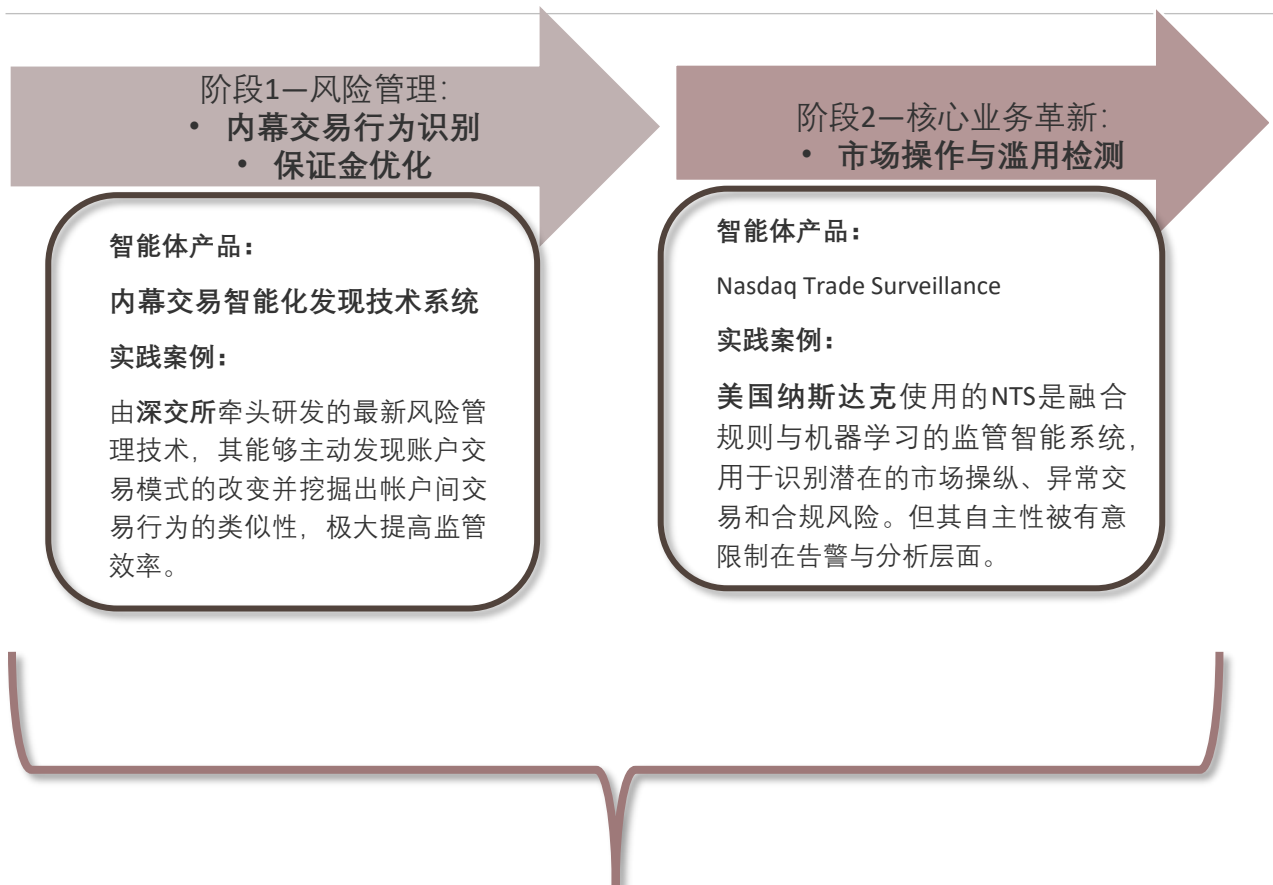 阶段1—风险管理：
• 内幕交易行为识别
• 保证金优化
智能体产品：
内幕交易智能化发现技术系统
实践案例：
由深交所牵头研发的最新风险管
理技术，其能够主动发现账户交
易模式的改变并挖掘出帐户间交
易行为的类似性，极大提高监管
效率。
阶段2—核心业务革新：
• 市场操作与滥用检测
智能体产品：
Nasdaq Trade Surveillance
实践案例：
美国纳斯达克使用的NTS是融合
规则与机器学习的监管智能系统，
用于识别潜在的市场操纵、异常交
易和合规风险。但其自主性被有意
限制在告警与分析层面。